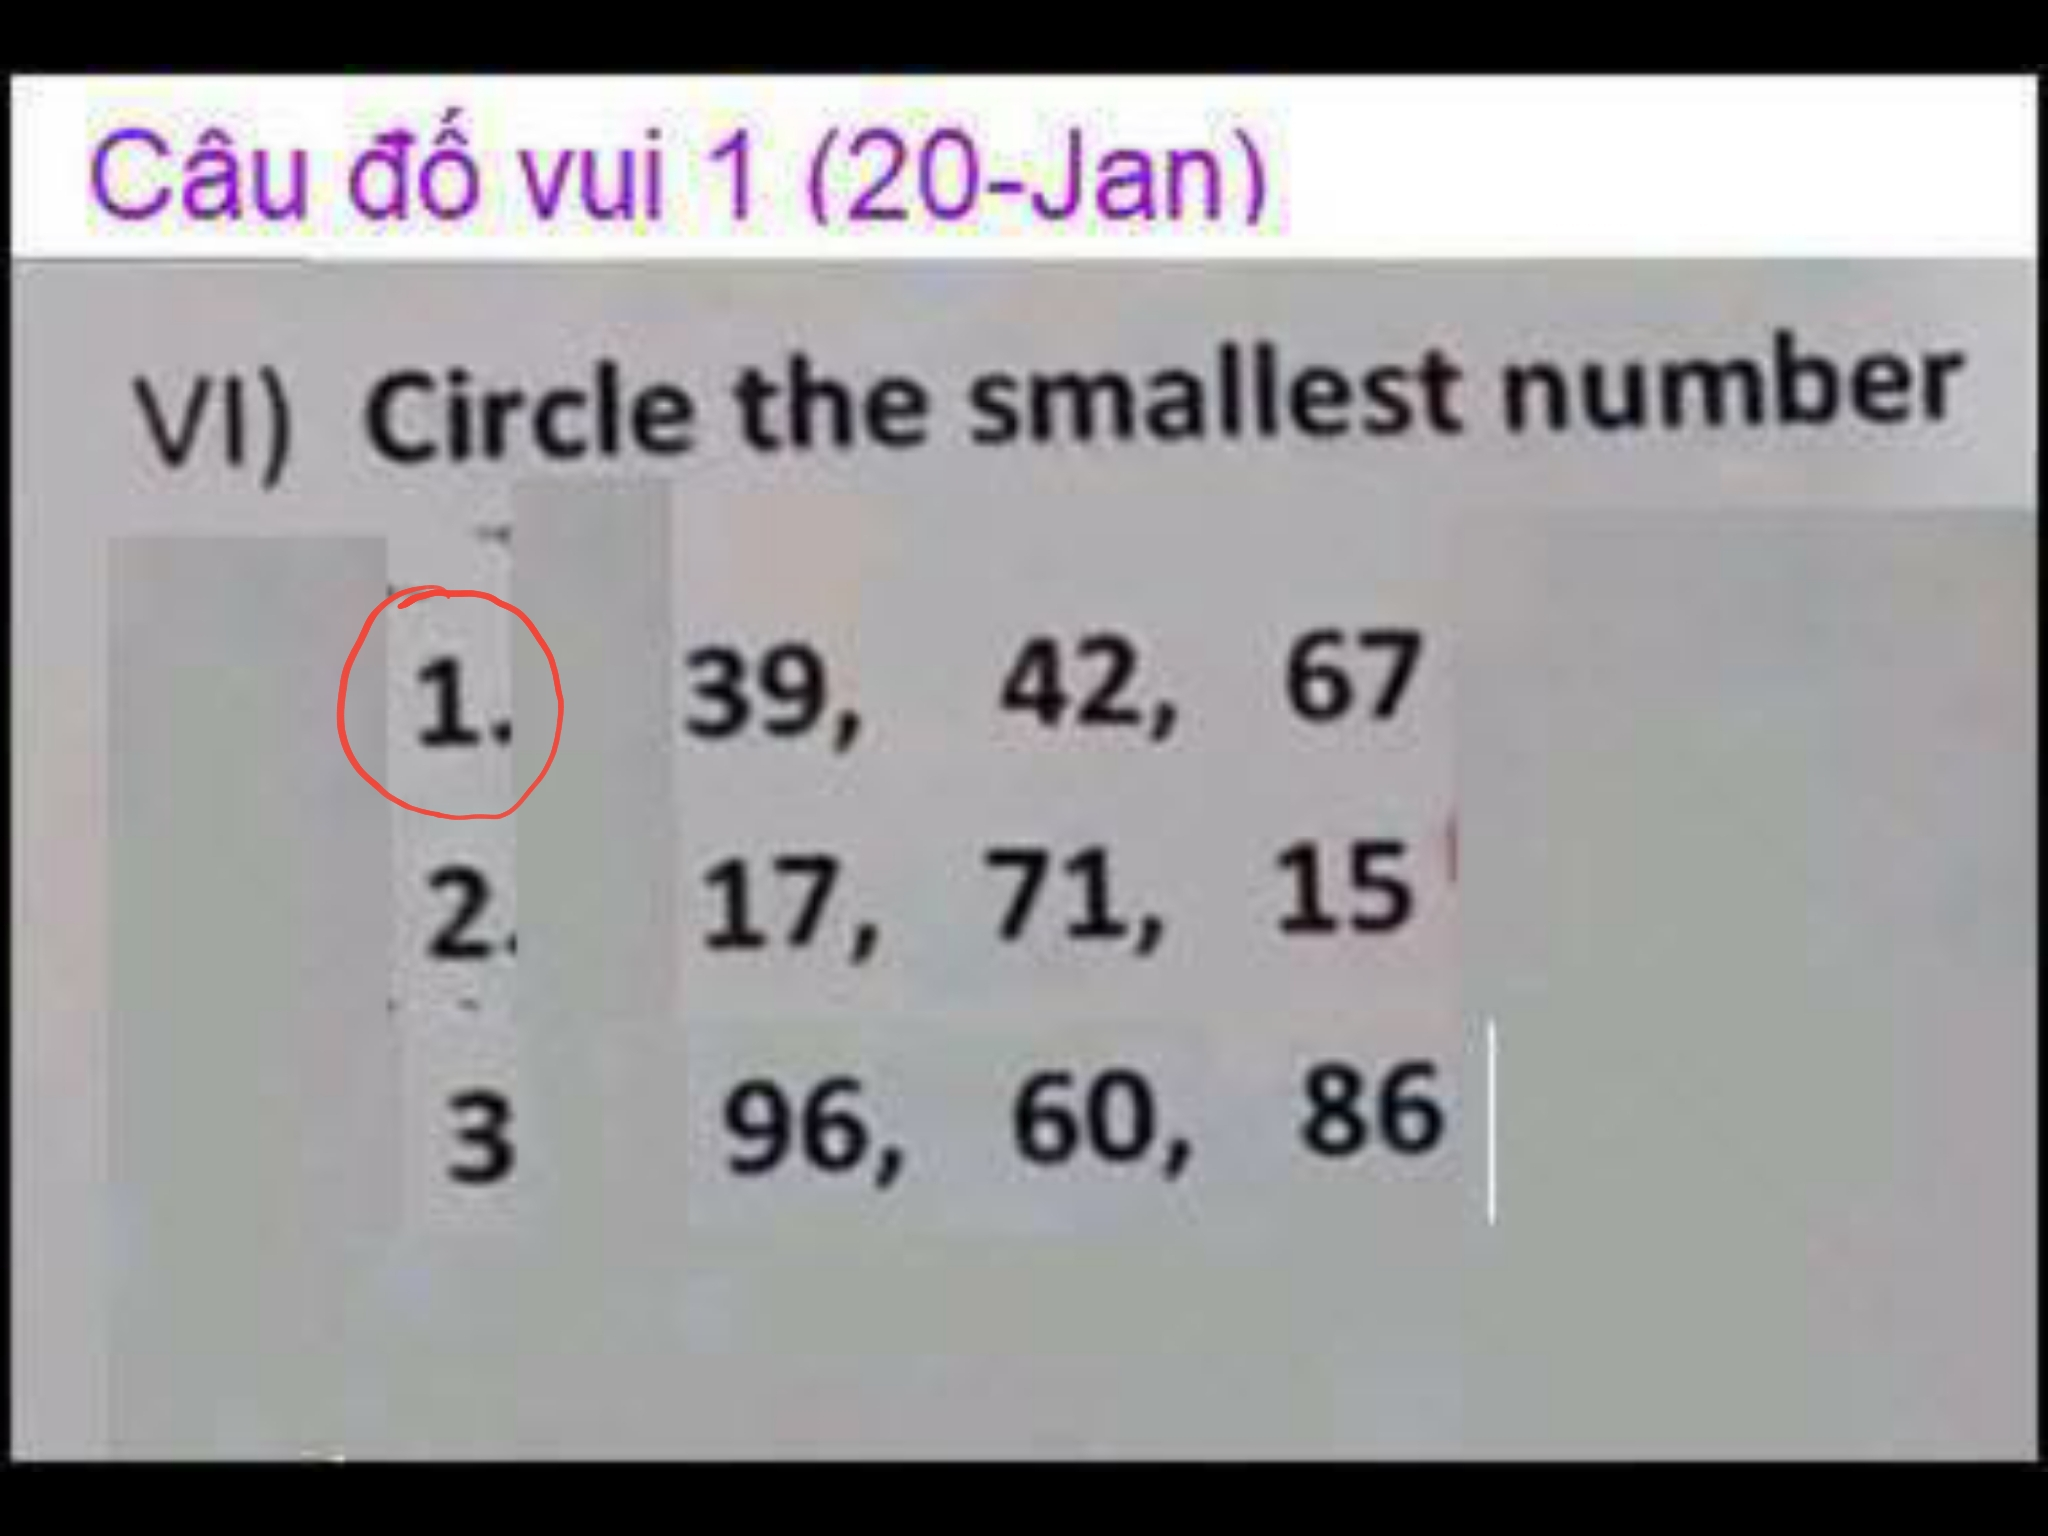 Câu đố vui 1 (20-Jan)
VI) Circle the smallest number
1. 39, 42, 67
2. 17, 71, 15
3 96, 60, 86